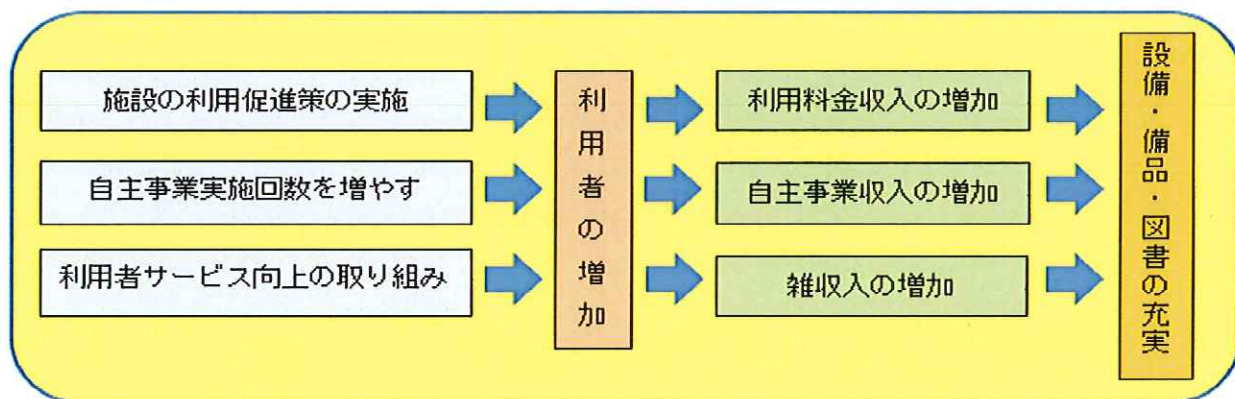 施設の利用促進策の実施
自主事業実施回数を増やす
利用者サービス向上の取り組み
利用者の増加
利用料金収入の増加
自主事業収入の増加
雑収入の増加
設備・備品・図書の充実